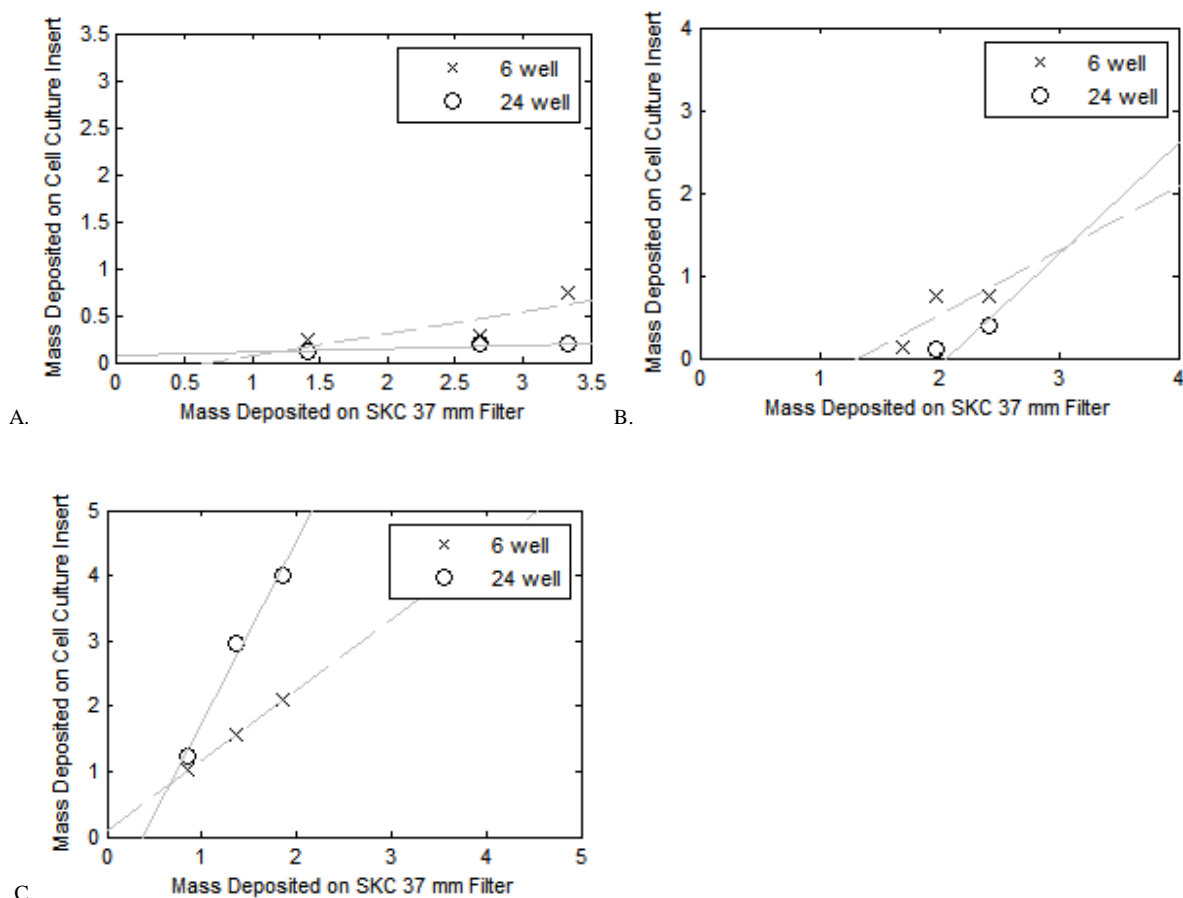 3.5
3
2.5
2
1.5
1
0.5
0
0 0.5 1 1.5 2 2.5 3 3.5
Mass Deposited on Cell Culture Insert
Mass Deposited on SKC 37 mm Filter
6 well
24 well
A.
4
3
2
1
0
0 1 2 3 4
Mass Deposited on Cell Culture Insert
Mass Deposited on SKC 37 mm Filter
6 well
24 well
B.
5
4
3
2
1
0
0 1 2 3 4 5
Mass Deposited on Cell Culture Insert
Mass Deposited on SKC 37 mm Filter
6 well
24 well
C